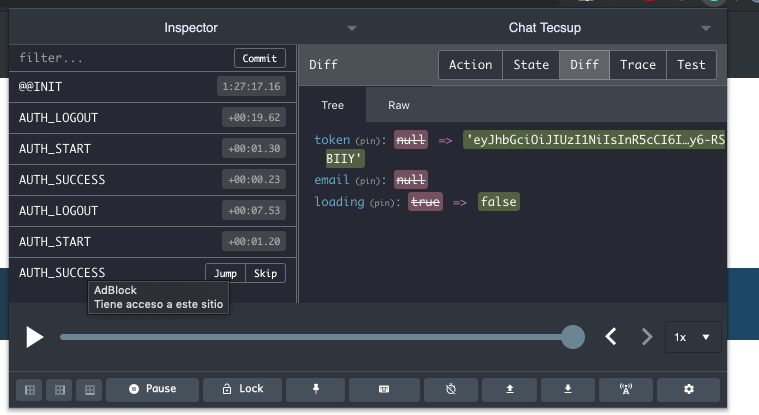 Inspector
Chat Tecsup
filter...
Commit
@@INIT
1:27:17.16
AUTH_LOGOUT
+00:19.62
AUTH_START
+00:01.30
AUTH_SUCCESS
+00:00.23
AUTH_LOGOUT
+00:07.53
AUTH_START
+00:01.20
AUTH_SUCCESS
Jump
Skip
AdBlock
Tiene acceso a este sitio
Diff
Action
State
Diff
Trace
Test
Tree
Raw
token (pin): null => 'eyJhbGciOiJIUzI1NiIsInR5cCI6I…y6-RS
BIIY'
email (pin): null
loading (pin): true => false
1x
Pause
Lock